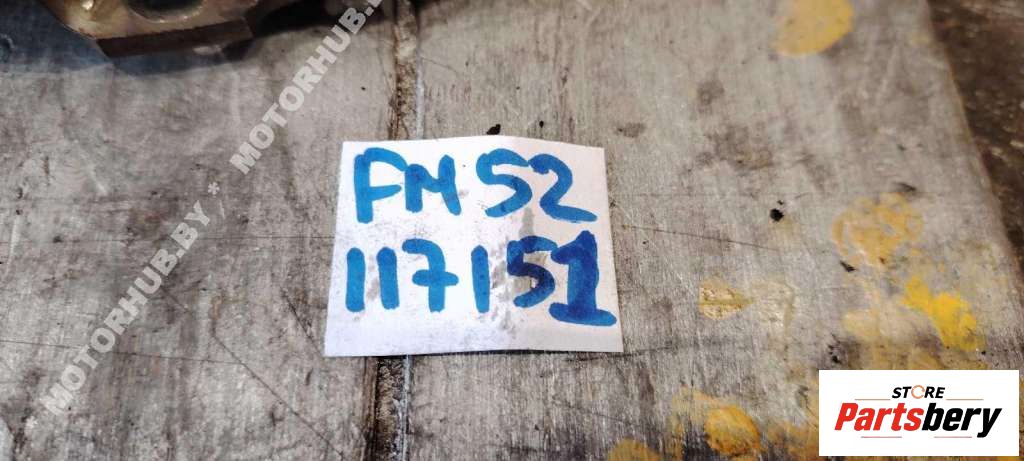 MOTORHUB.BY * MOTORHUB.BY
FM52
117151
STORE
Partsbery